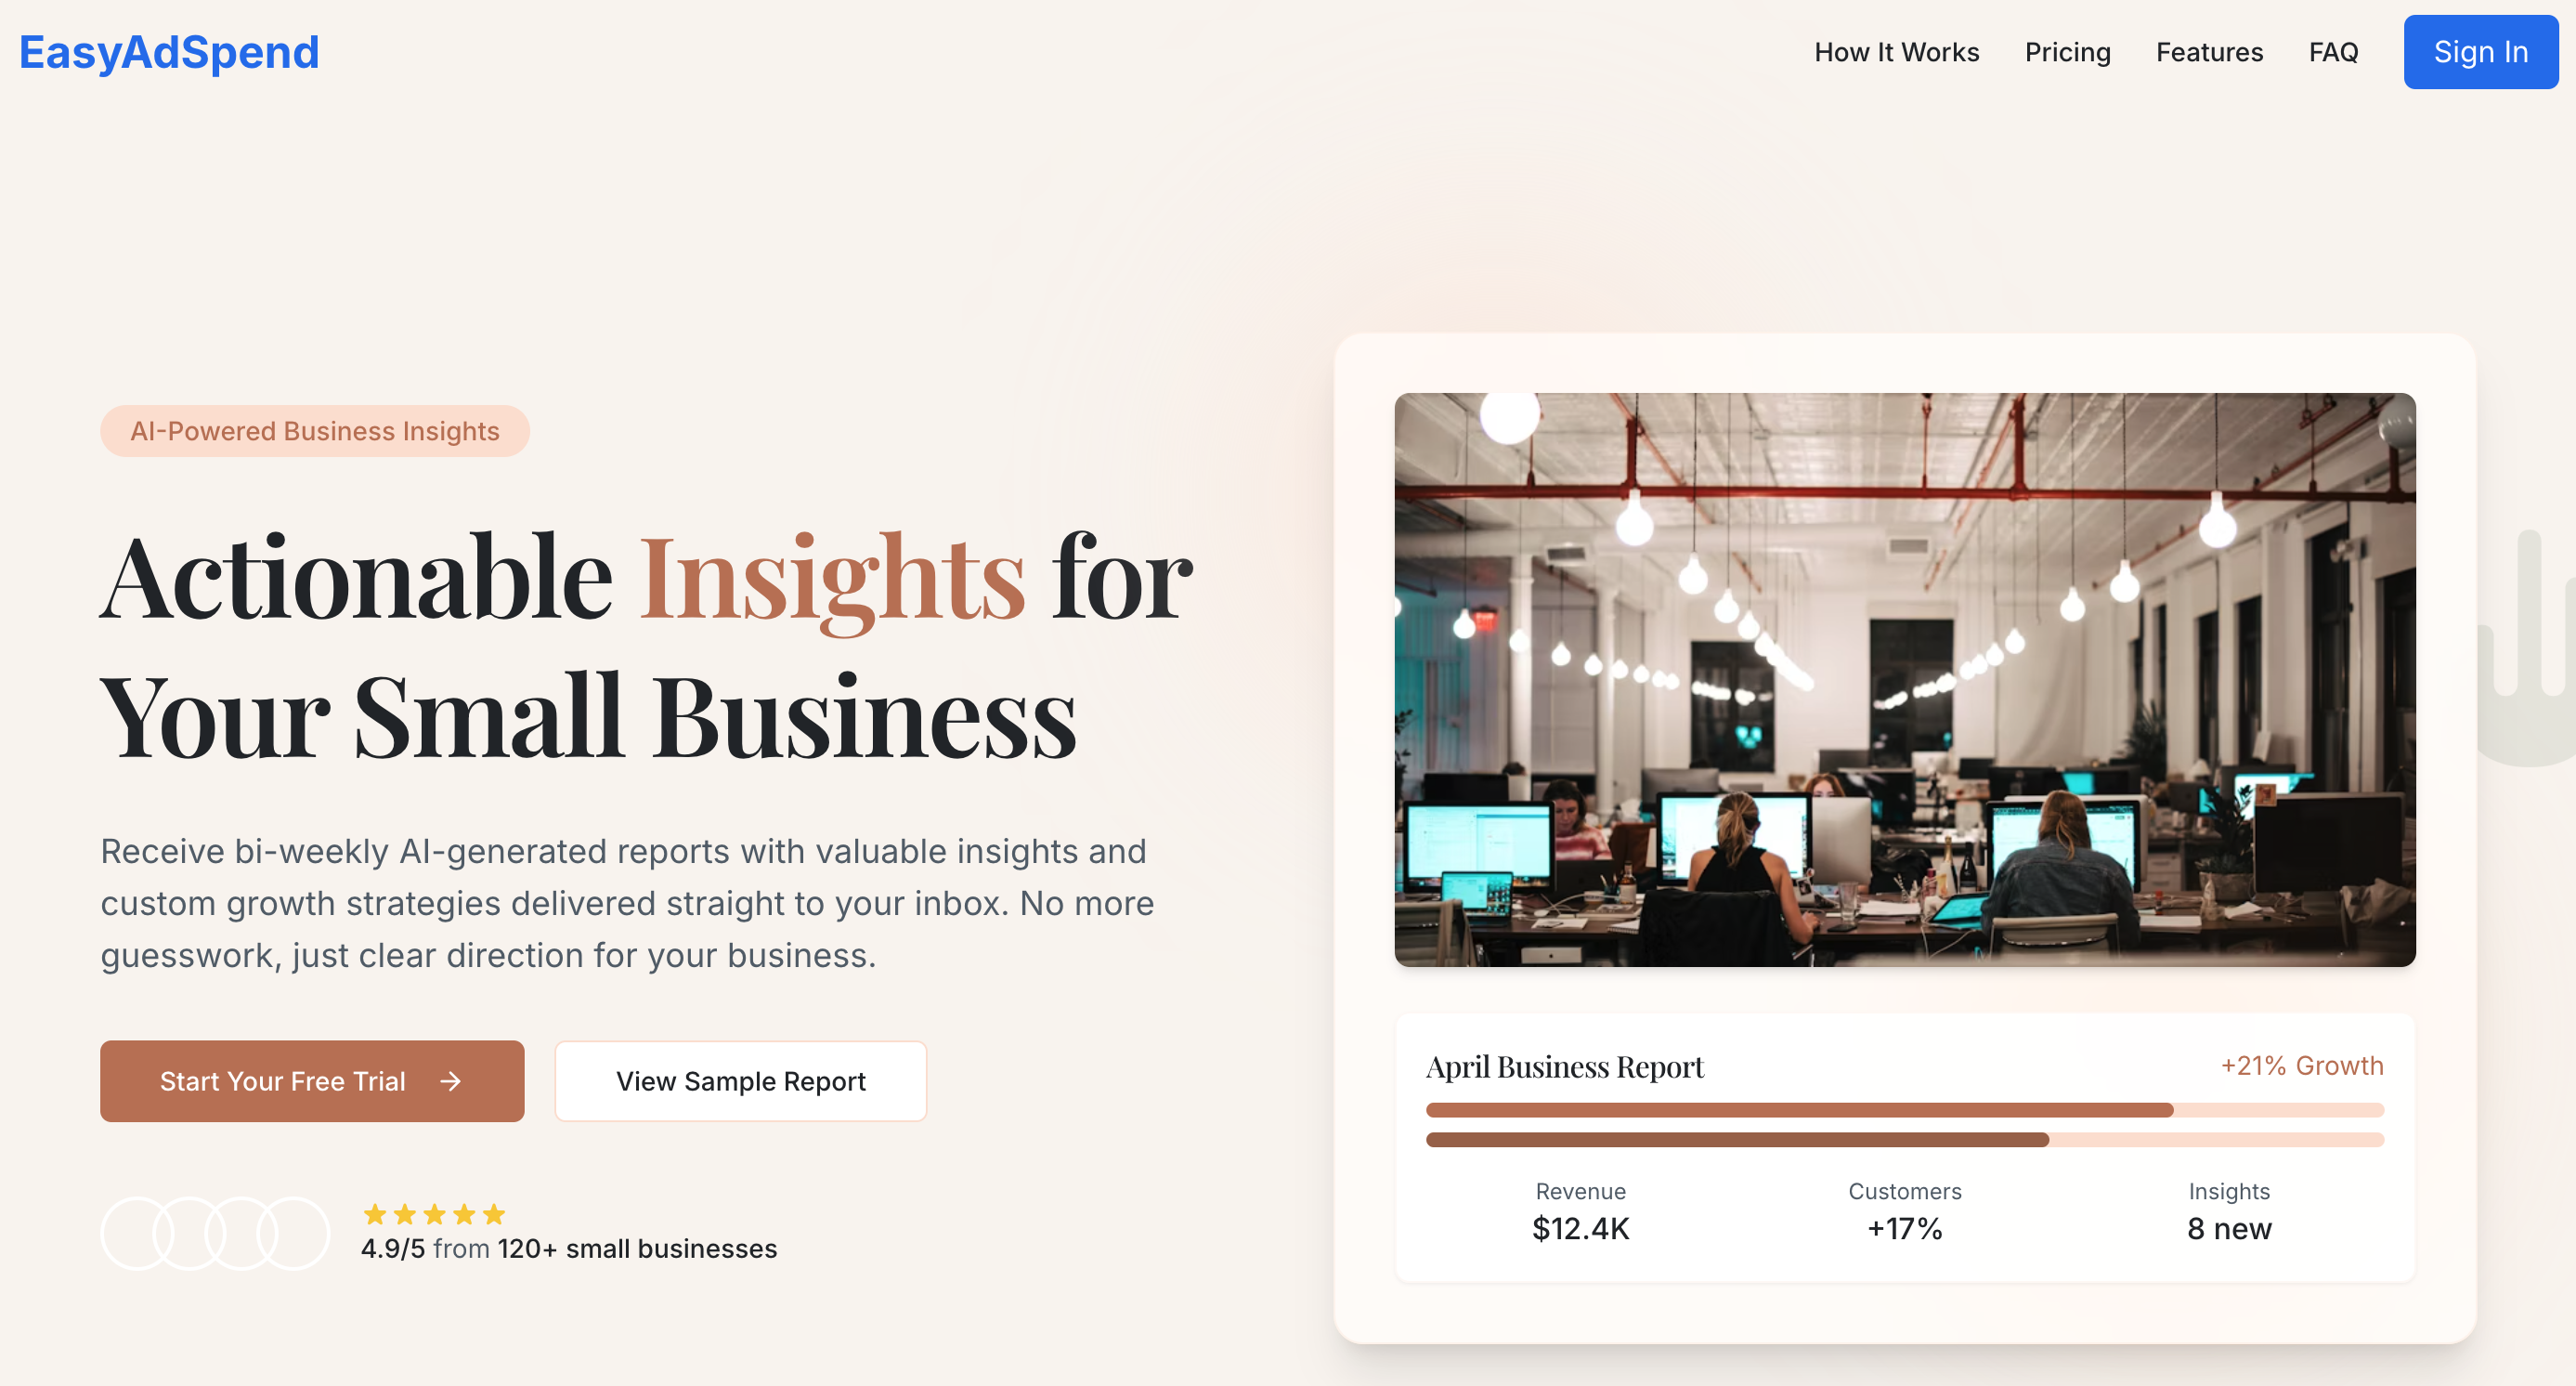 EasyAdSpend
How It Works
Pricing
Features
FAQ
Sign In
AI-Powered Business Insights
Actionable Insights for
Your Small Business
Receive bi-weekly AI-generated reports with valuable insights and
custom growth strategies delivered straight to your inbox. No more
guesswork, just clear direction for your business.
Start Your Free Trial
View Sample Report
4.9/5 from 120+ small businesses
April Business Report
+21% Growth
Revenue
$12.4K
Customers
+17%
Insights
8 new